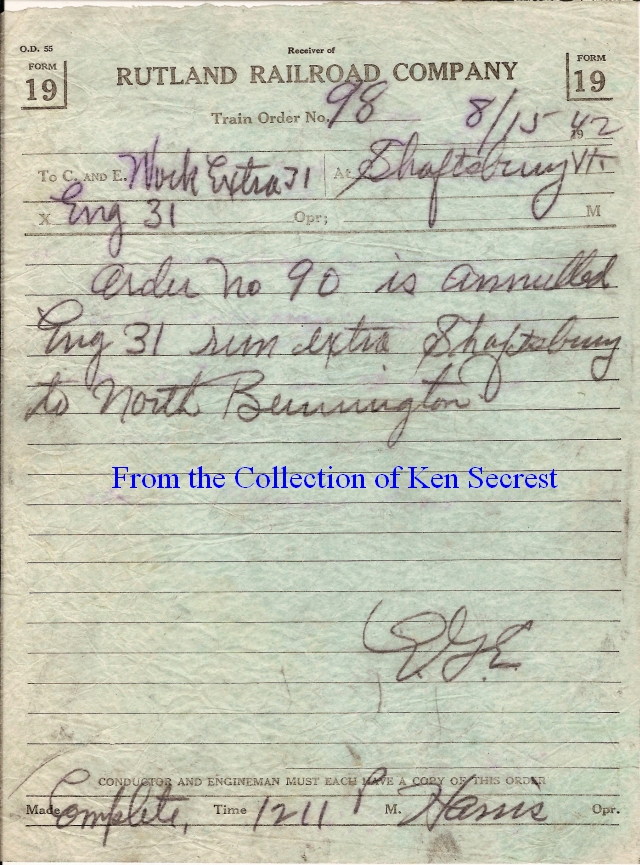 O.D. 55
Receiver of
FORM 19
RUTLAND RAILROAD COMPANY
FORM 19
Train Order No. 98 8/15 1942
To C. AND E. Work Extra 31 At Shaftsbury Vt
X Eng 31 Opr; M
Order No 90 is annulled
Eng 31 run extra Shaftsbury
to North Bennington
From the Collection of Ken Secrest
CONDUCTOR AND ENGINEMAN MUST EACH HAVE A COPY OF THIS ORDER
Made Complete, Time 1211 P M. Harris Opr.